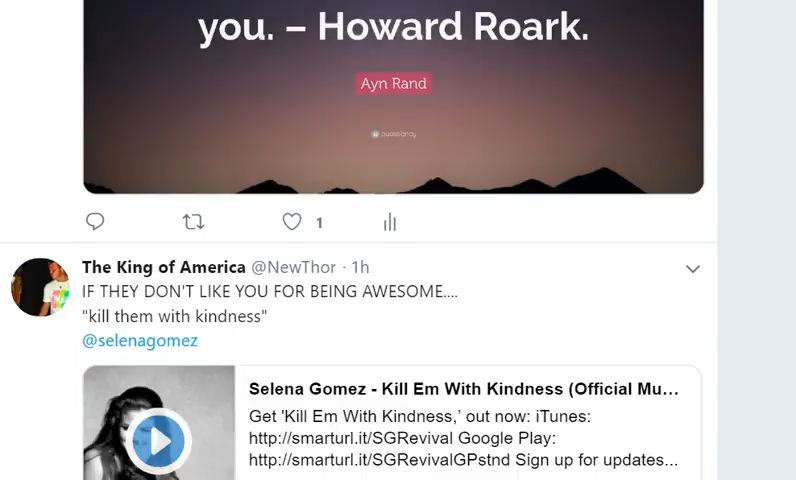 you. – Howard Roark.
Ayn Rand
quotefancy
1
The King of America @NewThor · 1h
IF THEY DON'T LIKE YOU FOR BEING AWESOME....
"kill them with kindness"
@selenagomez
Selena Gomez - Kill Em With Kindness (Official Mu...
Get 'Kill Em With Kindness,’ out now: iTunes:
http://smarturl.it/SGRevival Google Play:
http://smarturl.it/SGRevivalGPstnd Sign up for updates...